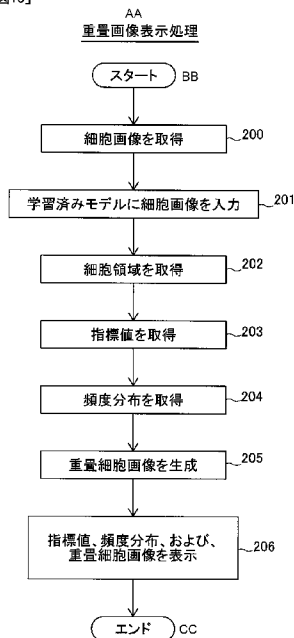 AA
重畳画像表示処理
スタート BB
細胞画像を取得 200
学習済みモデルに細胞画像を入力 201
細胞領域を取得 202
指標値を取得 203
頻度分布を取得 204
重畳細胞画像を生成 205
指標値、頻度分布、および、
重畳細胞画像を表示 206
エンド CC